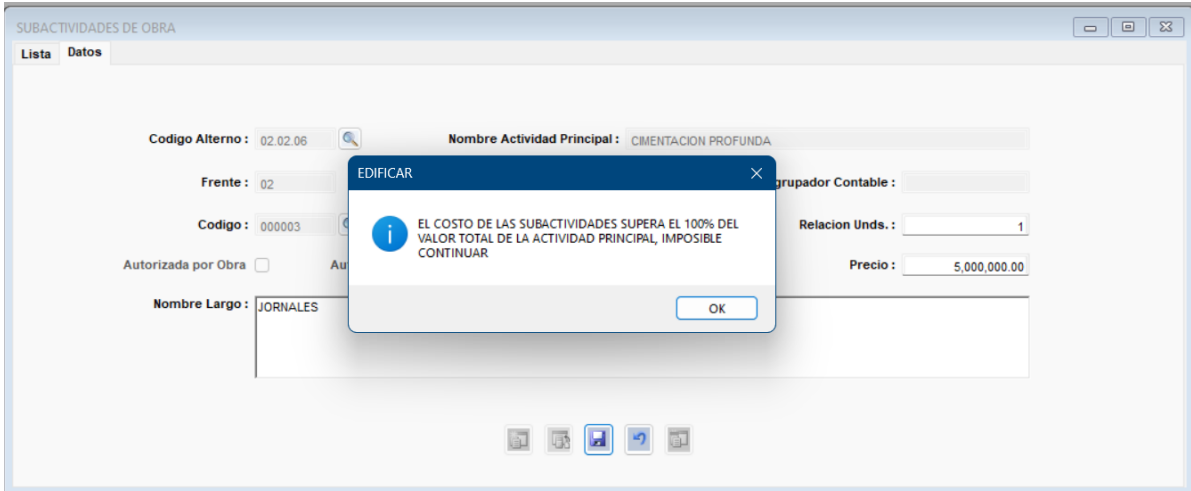 SUBACTIVIDADES DE OBRA
Lista Datos
Codigo Alterno : 02.02.06 Nombre Actividad Principal : CIMENTACION PROFUNDA
Frente : 02 grupador Contable :
Codigo : 000003 Relacion Unds. : 1
Autorizada por Obra Au Precio : 5,000,000.00
Nombre Largo : JORNALES
EDIFICAR
EL COSTO DE LAS SUBACTIVIDADES SUPERA EL 100% DEL
VALOR TOTAL DE LA ACTIVIDAD PRINCIPAL, IMPOSIBLE
CONTINUAR
OK